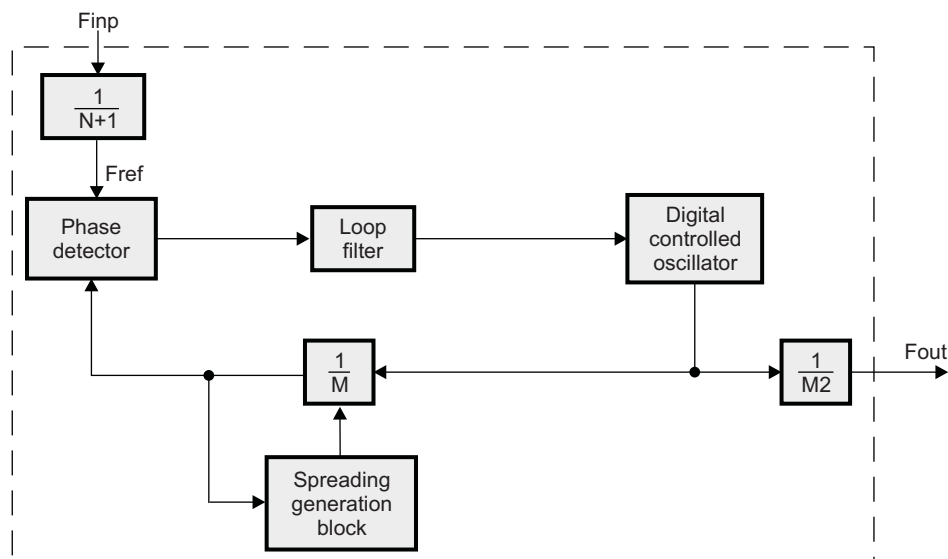 Finp
1
N+1
Fref
Phase
detector
Loop
filter
Digital
controlled
oscillator
1
M
1
M2
Fout
Spreading
generation
block